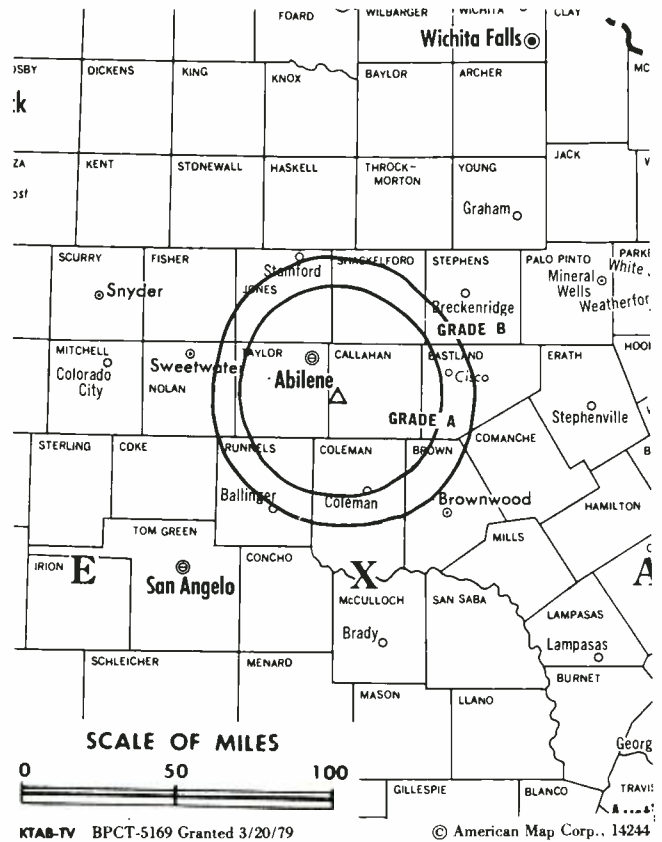 FOARD
WILBARGER
WICHITA
CLAY
Wichita Falls
DICKENS
KING
KNOX
BAYLOR
ARCHER
KENT
STONEWALL
HASKELL
THROCK-
MORTON
YOUNG
JACK
Graham
SCURRY
FISHER
Stamford
SHACKELFORD
STEPHENS
PALO PINTO
JONES
Snyder
Mineral
Wells
White
Breckenridge
GRADE B
MITCHELL
Colorado
City
Sweetwater
NOLAN
TAYLOR
Abilene
CALLAHAN
EASTLAND
Cisco
ERATH
Stephenville
GRADE A
STERLING
COKE
RUNNELS
COLEMAN
BROWN
COMANCHE
Ballinger
Coleman
Brownwood
HAMILTON
TOM GREEN
MILLS
IRION
E
San Angelo
CONCHO
X
A
McCULLOCH
SAN SABA
LAMPASAS
Brady
Lampasas
SCHLEICHER
MENARD
BURNET
MASON
LLANO
SCALE OF MILES
0 50 100
GILLESPIE
BLANCO
KTAB-TV BPCT-5169 Granted 3/20/79
© American Map Corp., 14244